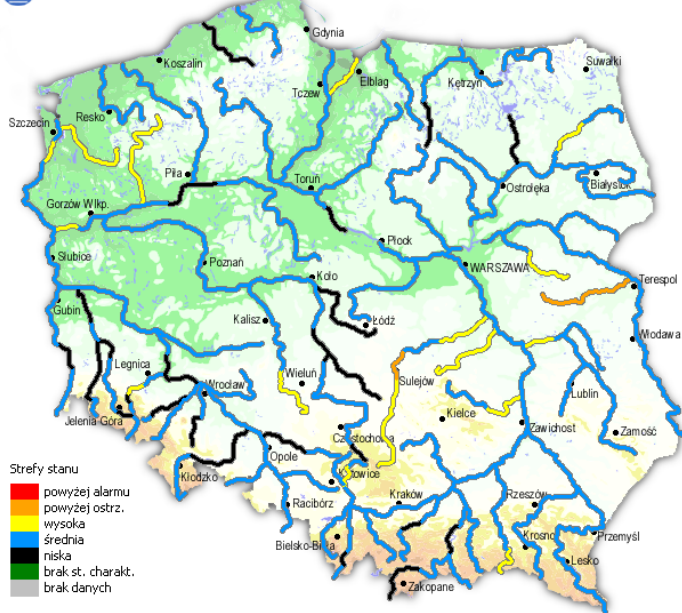 Gdynia
Koszalin
Suwałki
Elbląg
Kętrzyn
Tczew
Resko
Szczecin
Piła
Toruń
Ostrołęka
Białystok
Gorzów Wlkp.
Płock
Słubice
Poznań
WARSZAWA
Koło
Terespol
Gubin
Kalisz
Łódź
Włodawa
Legnica
Wieluń
Sulejów
Wrocław
Lublin
Jelenia Góra
Kielce
Zawichost
Zamość
Częstochowa
Opole
Strefy stanu
Kłodzko
Katowice
powyżej alarmu
Racibórz
Kraków
Rzeszów
powyżej ostrz.
wysoka
średnia
Bielsko-Biała
Krosno
Przemyśl
niska
Lesko
brak st. charakt.
Zakopane
brak danych